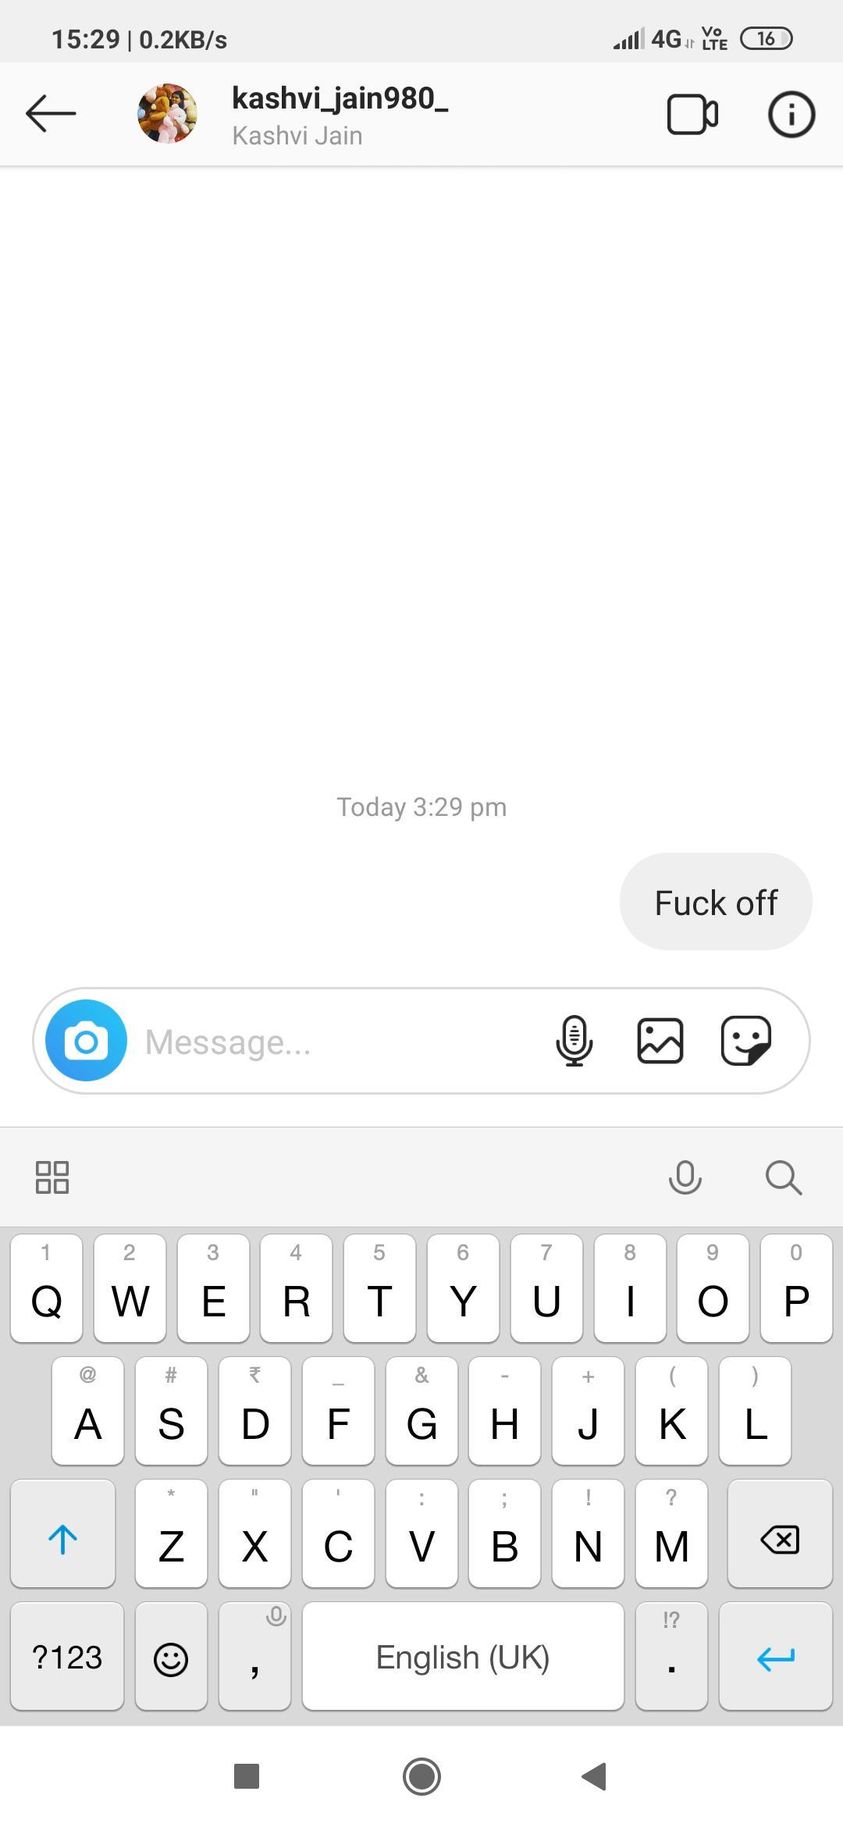 15:29 | 0.2KB/s 4G Vo LTE 16
kashvi_jain980_
Kashvi Jain
Today 3:29 pm
Fuck off
Message...
1 2 3 4 5 6 7 8 9 0
Q W E R T Y U I O P
@ # ₹ _ & - + ( )
A S D F G H J K L
* " ' : ; ! ?
Z X C V B N M
!?
?123 , English (UK) .